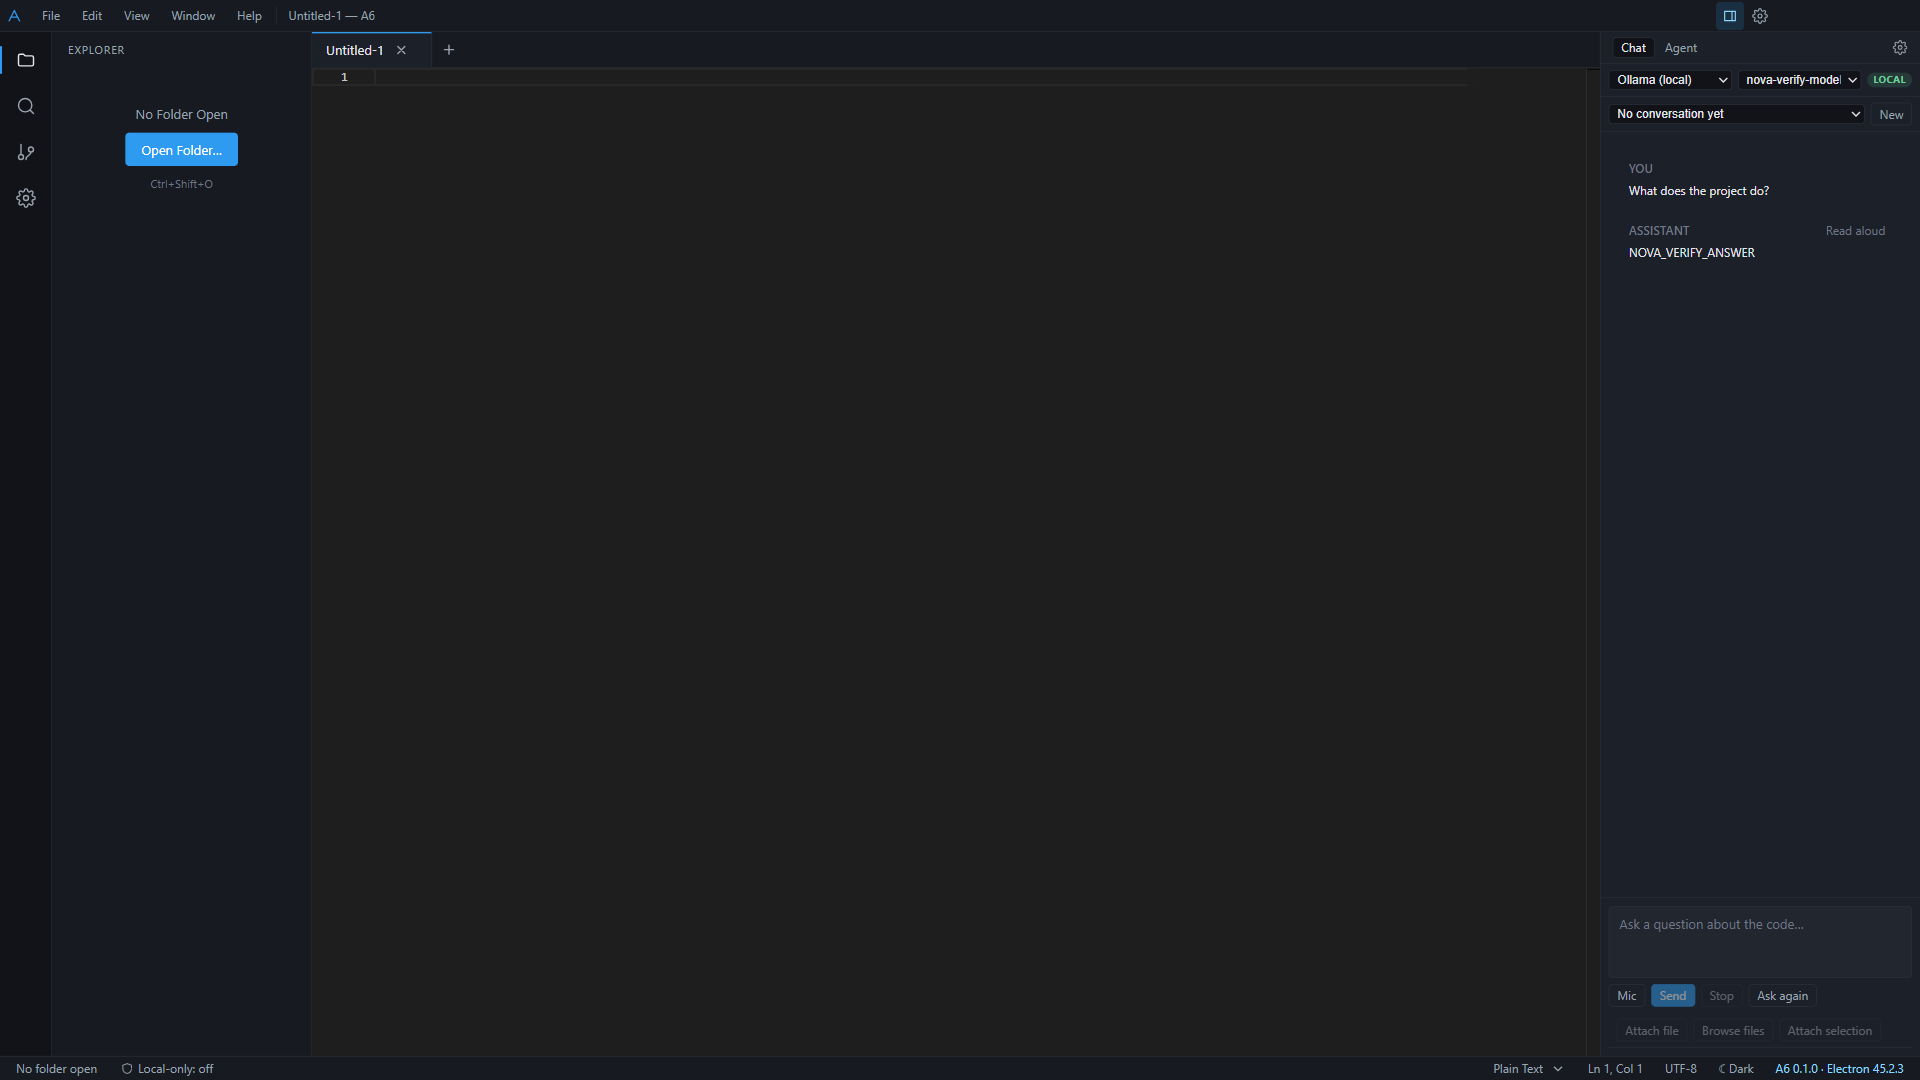 File Edit View Window Help Untitled-1 — A6
EXPLORER
No Folder Open
Open Folder...
Ctrl+Shift+O
Untitled-1
1
Chat Agent
Ollama (local) nova-verify-model LOCAL
No conversation yet New
YOU
What does the project do?
ASSISTANT Read aloud
NOVA_VERIFY_ANSWER
Ask a question about the code...
Mic Send Stop Ask again
Attach file Browse files Attach selection
No folder open Local-only: off Plain Text Ln 1, Col 1 UTF-8 Dark A6 0.1.0 · Electron 45.2.3